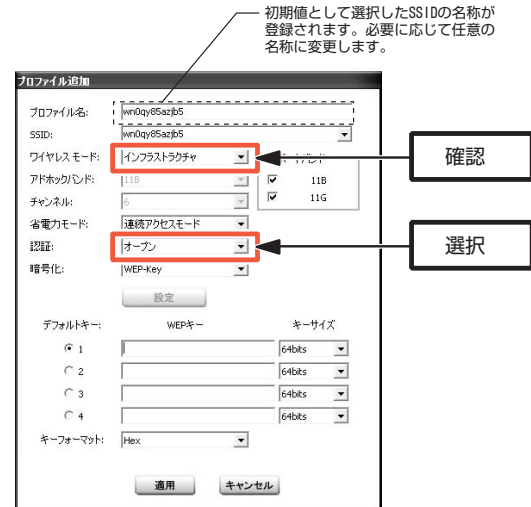 初期値として選択したSSIDの名称が
登録されます。必要に応じて任意の
名称に変更します。
プロファイル追加
プロファイル名: wn0qy85azjb5
SSID: wn0qy85azjb5
ワイヤレスモード: インフラストラクチャ
確認
アドホックバンド: 11B
11B
チャンネル: 6
11G
省電力モード: 連続アクセスモード
認証: オープン
選択
暗号化: WEP-Key
設定
デフォルトキー: WEPキー キーサイズ
1 64bits
2 64bits
3 64bits
4 64bits
キーフォーマット: Hex
適用 キャンセル